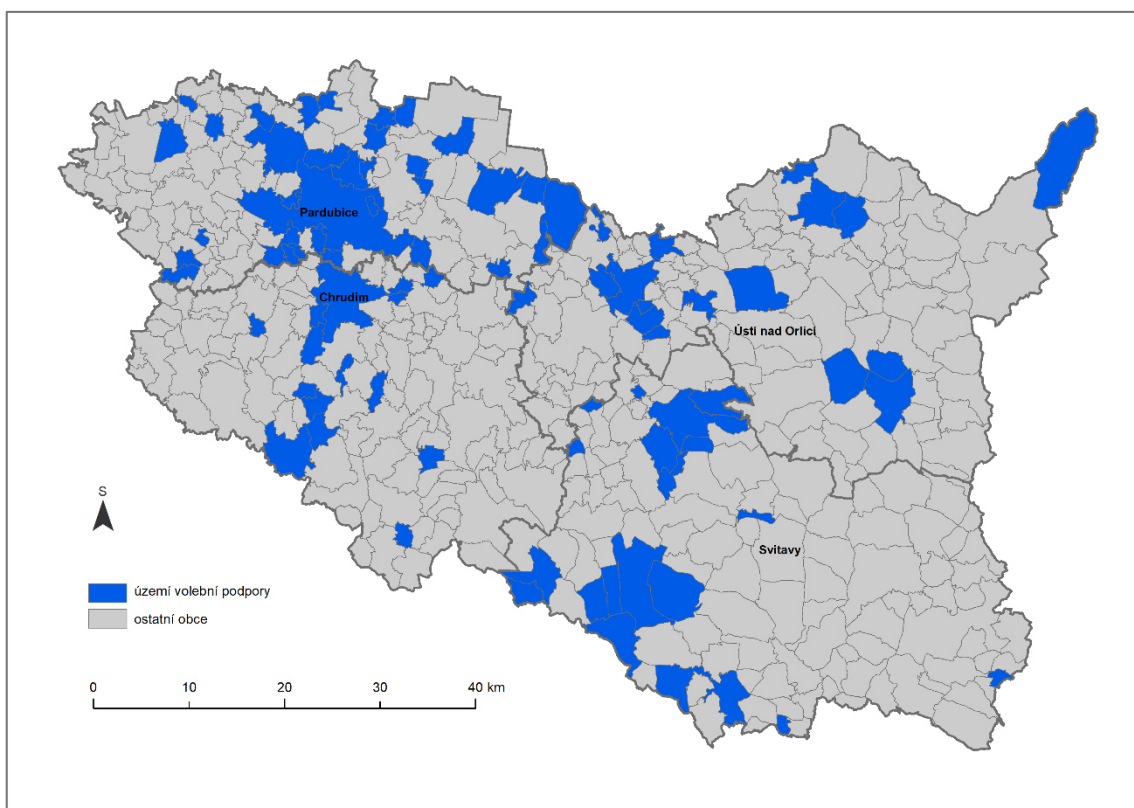 Pardubice
Chrudim
Ústí nad Orlicí
Svitavy
S
území volební podpory
ostatní obce
0 10 20 30 40 km